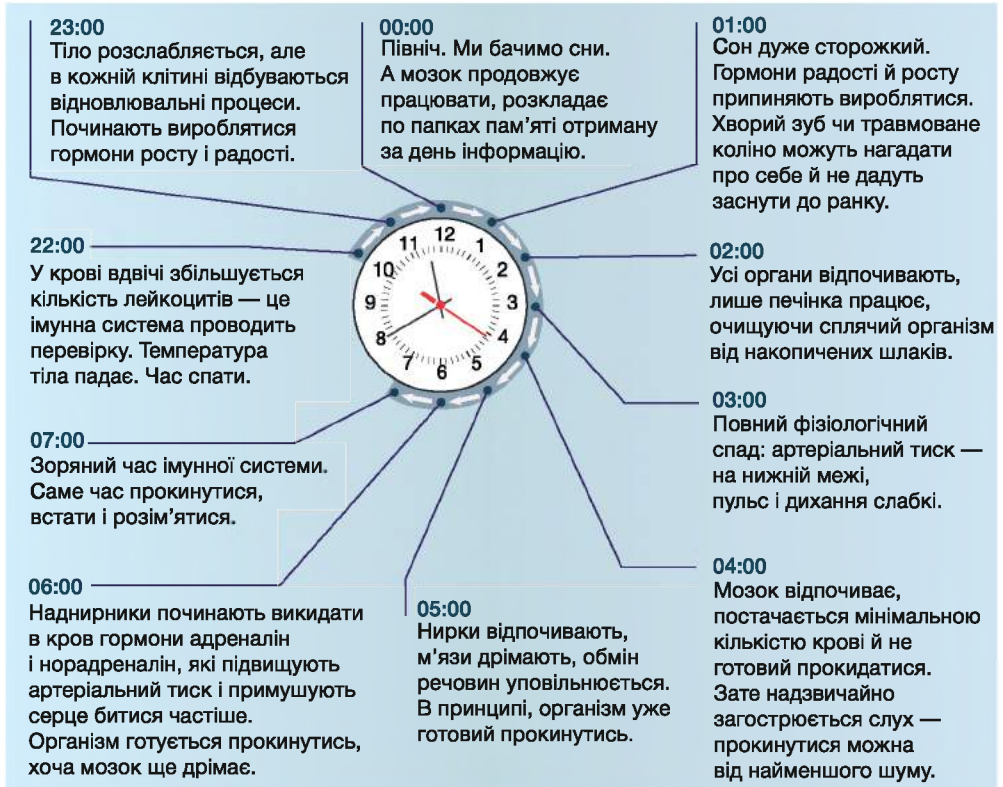 23:00
Тіло розслабляється, але
в кожній клітині відбуваються
відновлювальні процеси.
Починають вироблятися
гормони росту і радості.
00:00
Північ. Ми бачимо сни.
А мозок продовжує
працювати, розкладає
по папках пам’яті отриману
за день інформацію.
01:00
Сон дуже сторожкий.
Гормони радості й росту
припиняють вироблятися.
Хворий зуб чи травмоване
коліно можуть нагадати
про себе й не дадуть
заснути до ранку.
22:00
У крові вдвічі збільшується
кількість лейкоцитів — це
імунна система проводить
перевірку. Температура
тіла падає. Час спати.
12
1
2
3
4
5
6
7
8
9
10
11
02:00
Усі органи відпочивають,
лише печінка працює,
очищуючи сплячий організм
від накопичених шлаків.
03:00
Повний фізіологічний
спад: артеріальний тиск —
на нижній межі,
пульс і дихання слабкі.
07:00
Зоряний час імунної системи.
Саме час прокинутися,
встати і розім’ятися.
06:00
Наднирники починають викидати
в кров гормони адреналін
і норадреналін, які підвищують
артеріальний тиск і примушують
серце битися частіше.
Організм готується прокинутись,
хоча мозок ще дрімає.
05:00
Нирки відпочивають,
м’язи дрімають, обмін
речовин уповільнюється.
В принципі, організм уже
готовий прокинутись.
04:00
Мозок відпочиває,
постачається мінімальною
кількістю крові й не
готовий прокидатися.
Зате надзвичайно
загострюється слух —
прокинутися можна
від найменшого шуму.